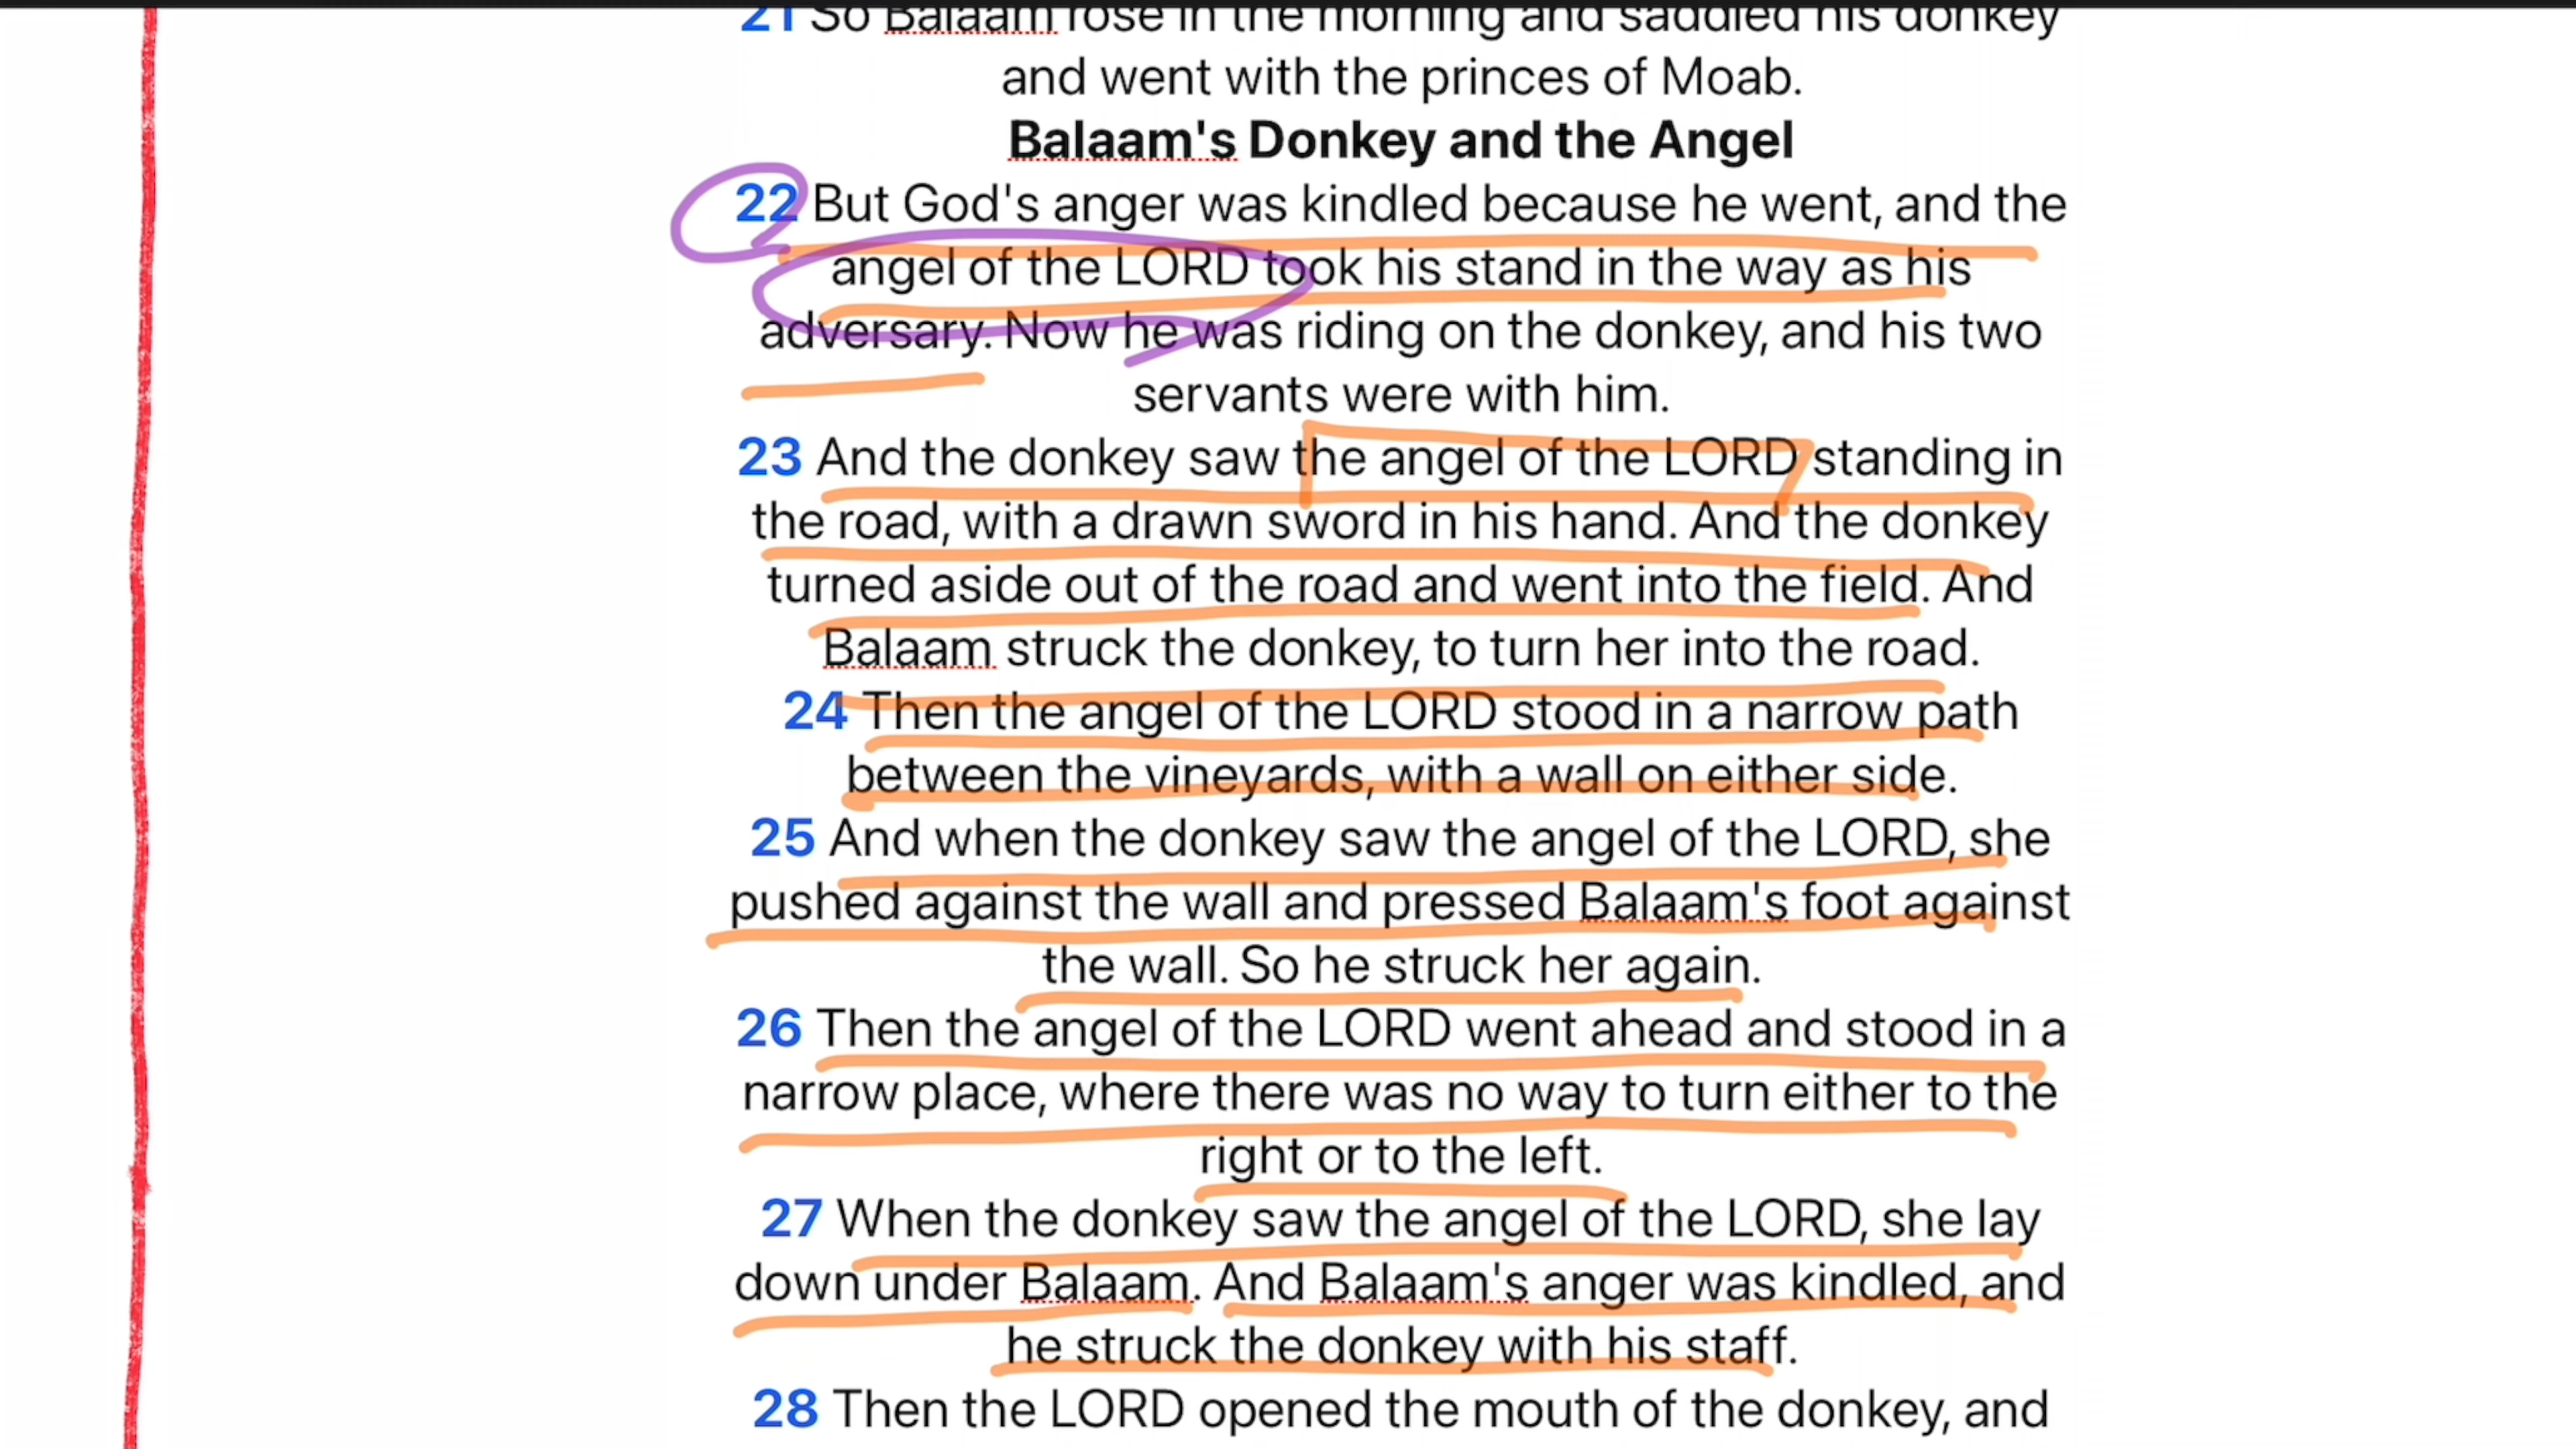 21 So Balaam rose in the morning and saddled his donkey
and went with the princes of Moab.
Balaam's Donkey and the Angel
22 But God's anger was kindled because he went, and the
angel of the LORD took his stand in the way as his
adversary. Now he was riding on the donkey, and his two
servants were with him.
23 And the donkey saw the angel of the LORD standing in
the road, with a drawn sword in his hand. And the donkey
turned aside out of the road and went into the field. And
Balaam struck the donkey, to turn her into the road.
24 Then the angel of the LORD stood in a narrow path
between the vineyards, with a wall on either side.
25 And when the donkey saw the angel of the LORD, she
pushed against the wall and pressed Balaam's foot against
the wall. So he struck her again.
26 Then the angel of the LORD went ahead and stood in a
narrow place, where there was no way to turn either to the
right or to the left.
27 When the donkey saw the angel of the LORD, she lay
down under Balaam. And Balaam's anger was kindled, and
he struck the donkey with his staff.
28 Then the LORD opened the mouth of the donkey, and